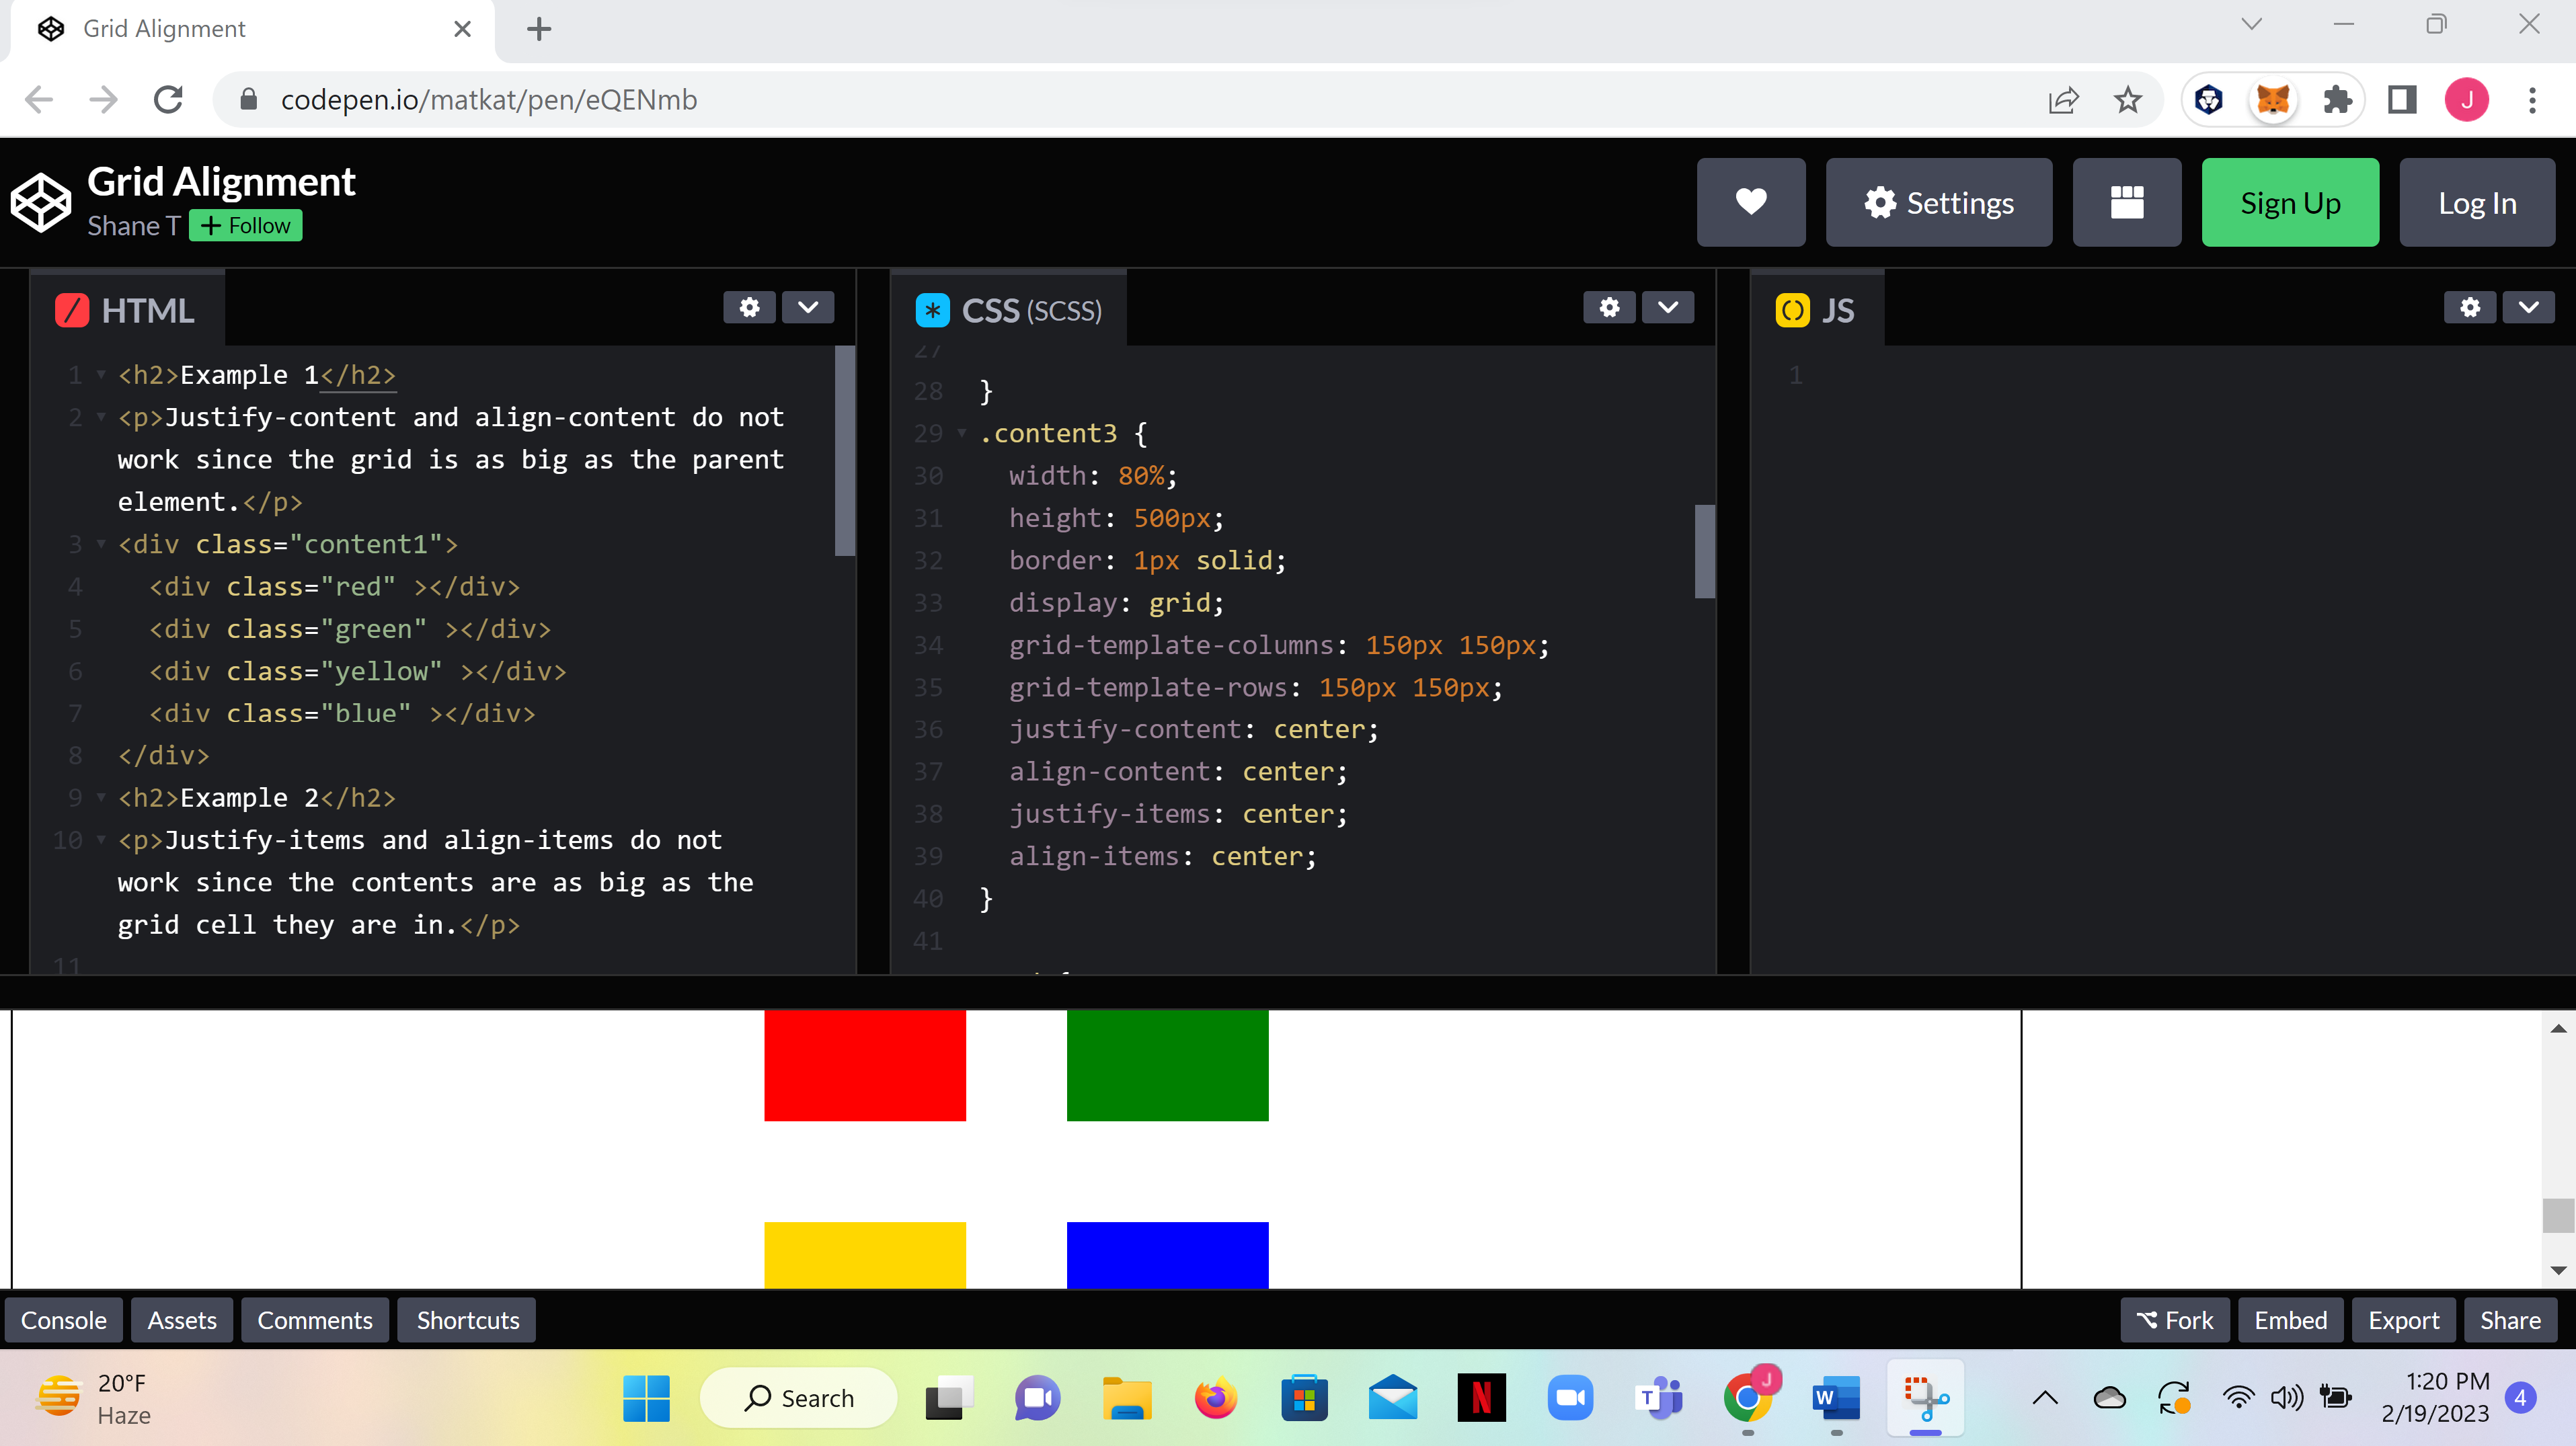 Grid Alignment
codepen.io/matkat/pen/eQENmb
J
Grid Alignment
Shane T + Follow
Settings
Sign Up
Log In
HTML
1 <h2>Example 1</h2>
2 <p>Justify-content and align-content do not
work since the grid is as big as the parent
element.</p>
3 <div class="content1">
4 <div class="red" ></div>
5 <div class="green" ></div>
6 <div class="yellow" ></div>
7 <div class="blue" ></div>
8 </div>
9 <h2>Example 2</h2>
10 <p>Justify-items and align-items do not
work since the contents are as big as the
grid cell they are in.</p>
11
* CSS (SCSS)
27
28 }
29 .content3 {
30 width: 80%;
31 height: 500px;
32 border: 1px solid;
33 display: grid;
34 grid-template-columns: 150px 150px;
35 grid-template-rows: 150px 150px;
36 justify-content: center;
37 align-content: center;
38 justify-items: center;
39 align-items: center;
40 }
41
() JS
1
Console
Assets
Comments
Shortcuts
Fork
Embed
Export
Share
20°F
Haze
Search
N
T
J
W
1:20 PM
2/19/2023
4